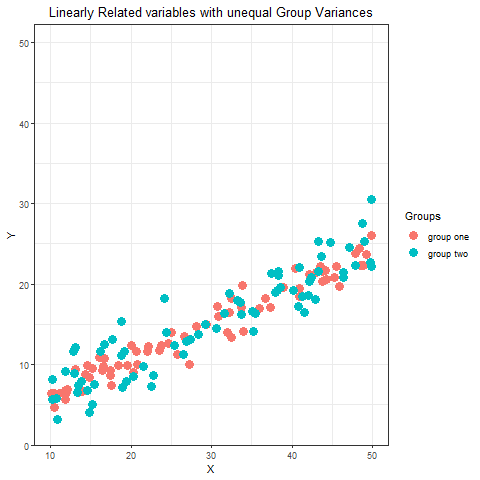 Linearly Related variables with unequal Group Variances
50
40
30
20
10
0
Y
10
20
30
40
50
X
Groups
group one
group two